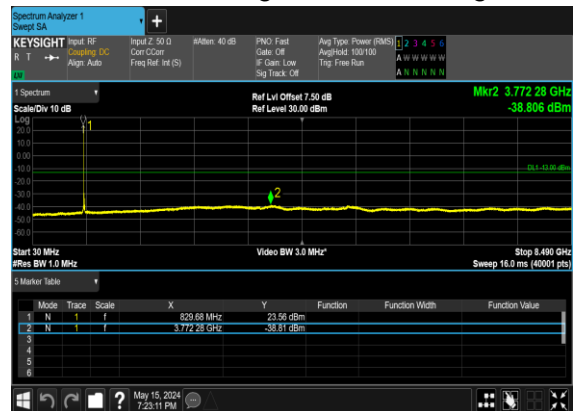 Spectrum Analyzer 1
Swept SA
+
KEYSIGHT Input: RF Input Z: 50 Ω #Atten: 40 dB PNO: Fast Avg Type: Power (RMS) 1 2 3 4 5 6
R T Coupling: DC Corr CCorr Gate: Off Avg|Hold: 100/100 A W W W W W
Align: Auto Freq Ref: Int (S) IF Gain: Low Trig: Free Run
Sig Track: Off A N N N N N
LW
1 Spectrum Ref Lvl Offset 7.50 dB Mkr2 3.772 28 GHz
Scale/Div 10 dB Ref Level 30.00 dBm -38.806 dBm
Log
1
20.0
10.0
0.00
-10.0
DL1 -13.00 dBm
-20.0
-30.0
2
-40.0
-50.0
-60.0
Start 30 MHz Video BW 3.0 MHz* Stop 8.490 GHz
#Res BW 1.0 MHz Sweep 16.0 ms (40001 pts)
5 Marker Table
Mode Trace Scale X Y Function Function Width Function Value
1 N 1 f 829.68 MHz 23.56 dBm
2 N 1 f 3.772 28 GHz -38.81 dBm
3
4
5
6
? May 15, 2024
7:23:11 PM